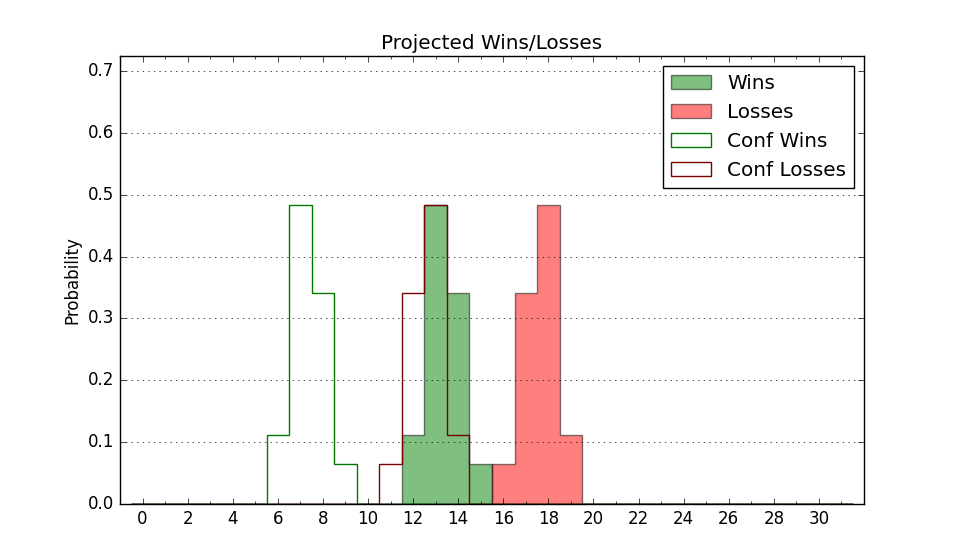 Projected Wins/Losses
Probability
0.7
0.6
0.5
0.4
0.3
0.2
0.1
0.0
Wins
Losses
Conf Wins
Conf Losses
0 2 4 6 8 10 12 14 16 18 20 22 24 26 28 30